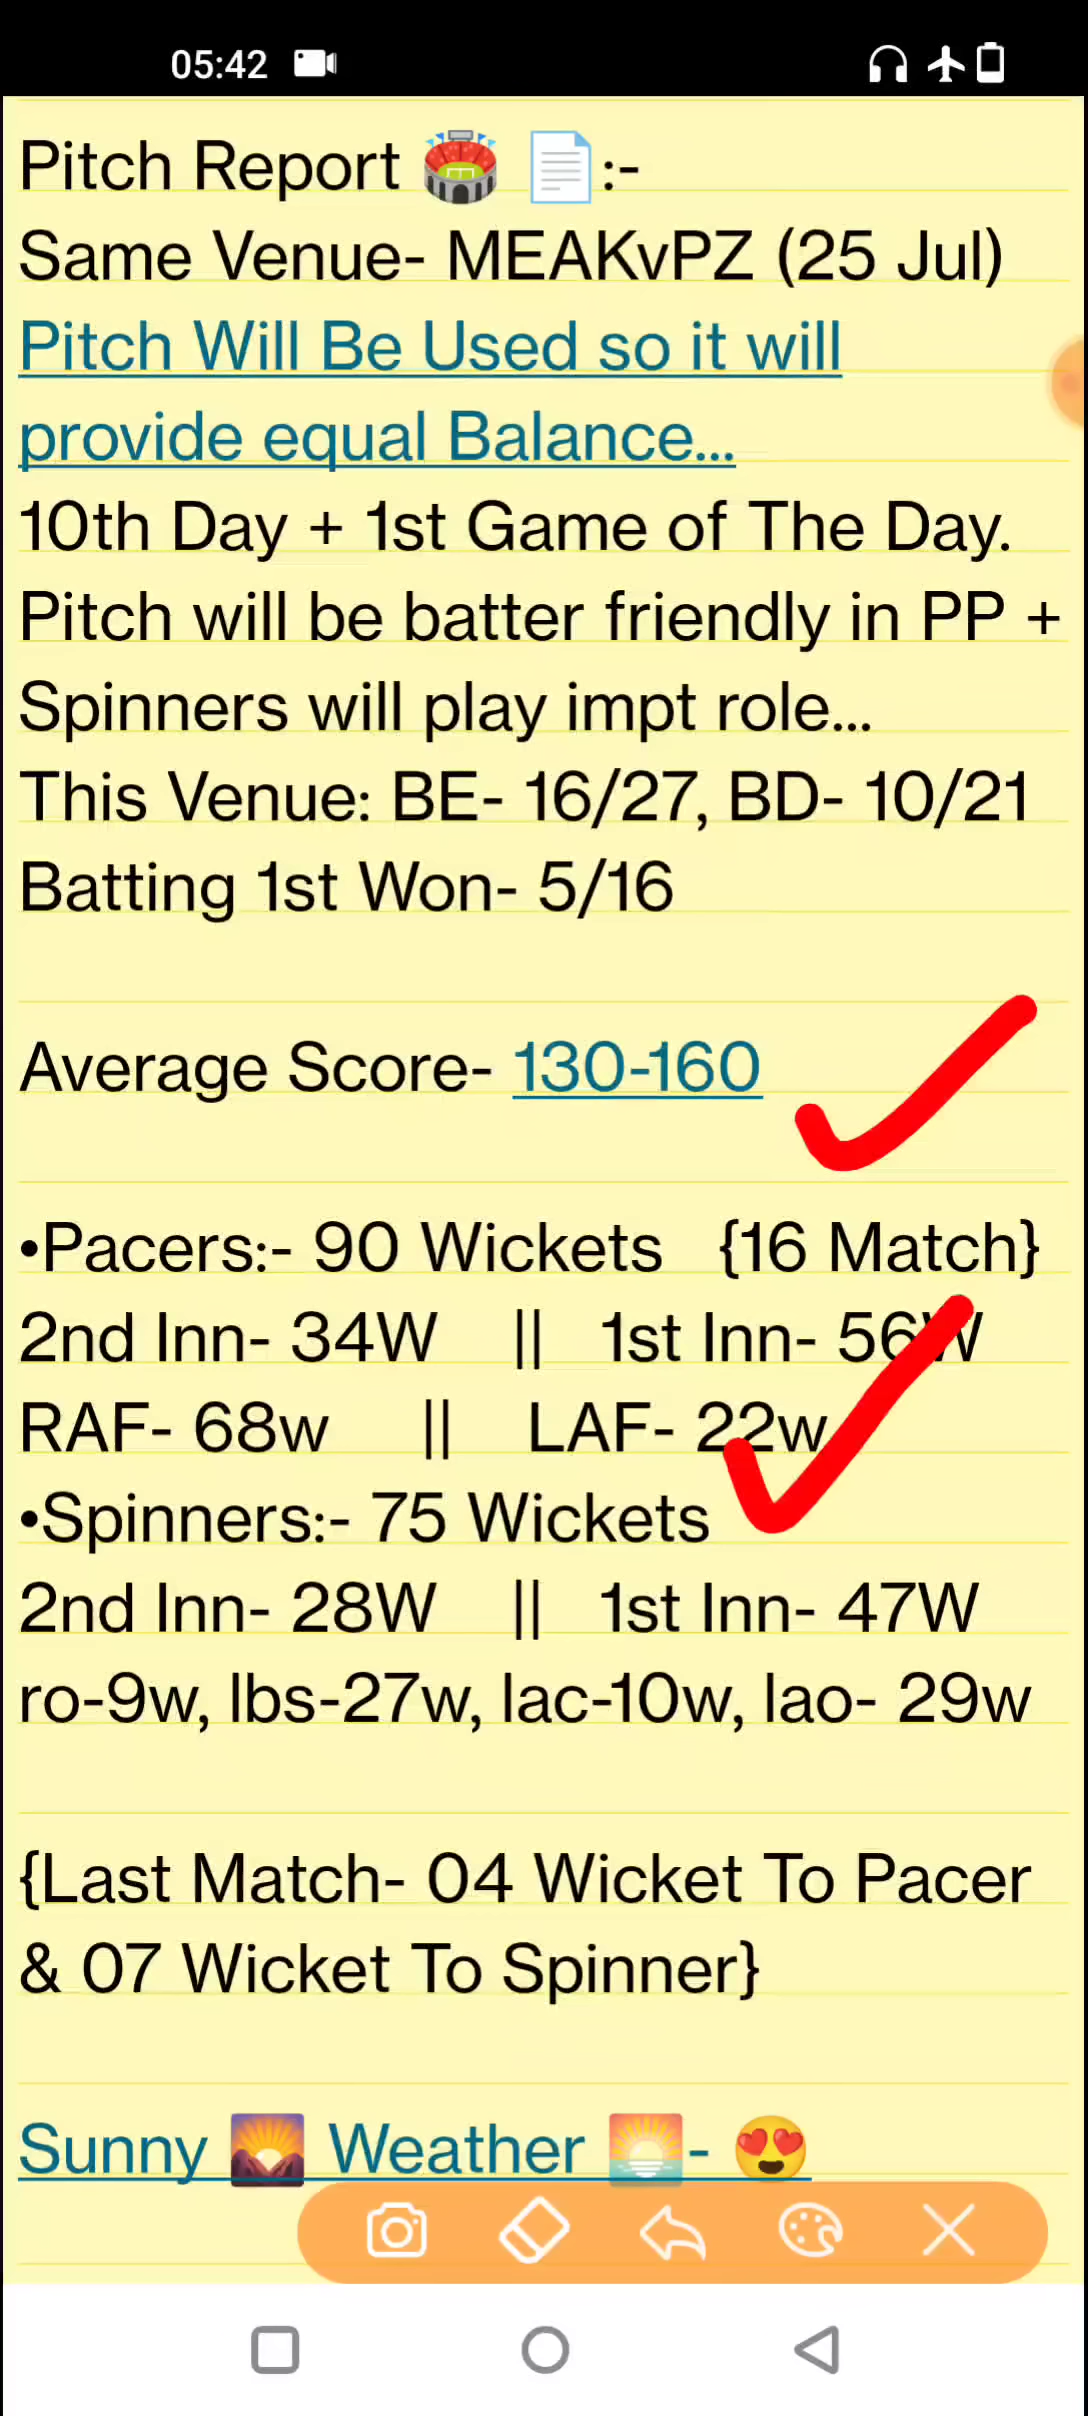 05:42
Pitch Report 🏟️ 📄:-
Same Venue- MEAKvPZ (25 Jul)
Pitch Will Be Used so it will
provide equal Balance...
10th Day + 1st Game of The Day.
Pitch will be batter friendly in PP +
Spinners will play impt role...
This Venue: BE- 16/27, BD- 10/21
Batting 1st Won- 5/16
Average Score- 130-160
•Pacers:- 90 Wickets {16 Match}
2nd Inn- 34W || 1st Inn- 56W
RAF- 68w || LAF- 22w
•Spinners:- 75 Wickets
2nd Inn- 28W || 1st Inn- 47W
ro-9w, lbs-27w, lac-10w, lao- 29w
{Last Match- 04 Wicket To Pacer
& 07 Wicket To Spinner}
Sunny 🌄 Weather 🌅- 😍